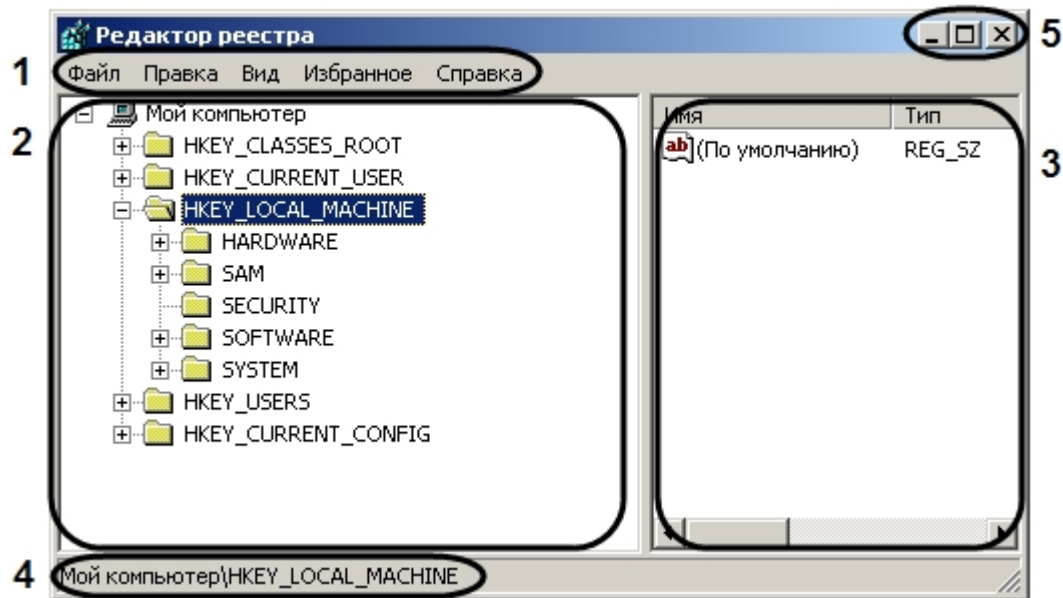 Редактор реестра
5
1
Файл Правка Вид Избранное Справка
2
Мой компьютер
HKEY_CLASSES_ROOT
HKEY_CURRENT_USER
HKEY_LOCAL_MACHINE
HARDWARE
SAM
SECURITY
SOFTWARE
SYSTEM
HKEY_USERS
HKEY_CURRENT_CONFIG
Имя Тип
ab (По умолчанию) REG_SZ
3
4
Мой компьютер\HKEY_LOCAL_MACHINE